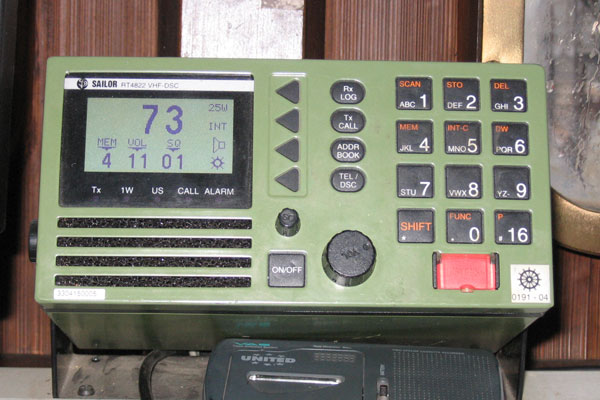 SAILOR RT4822 VHF-DSC
73 25W
INT
MEM VOL SQ
4 11 01
Tx 1W US CALL ALARM
Rx LOG
Tx CALL
ADDR BOOK
TEL/ DSC
SCAN STO DEL
ABC 1 DEF 2 GHI 3
MEM INT-C DW
JKL 4 MNO 5 PQR 6
STU 7 VWX 8 YZ- 9
SHIFT FUNC P
* . 0 # 16
ON/OFF
0191 - 04
UNITED